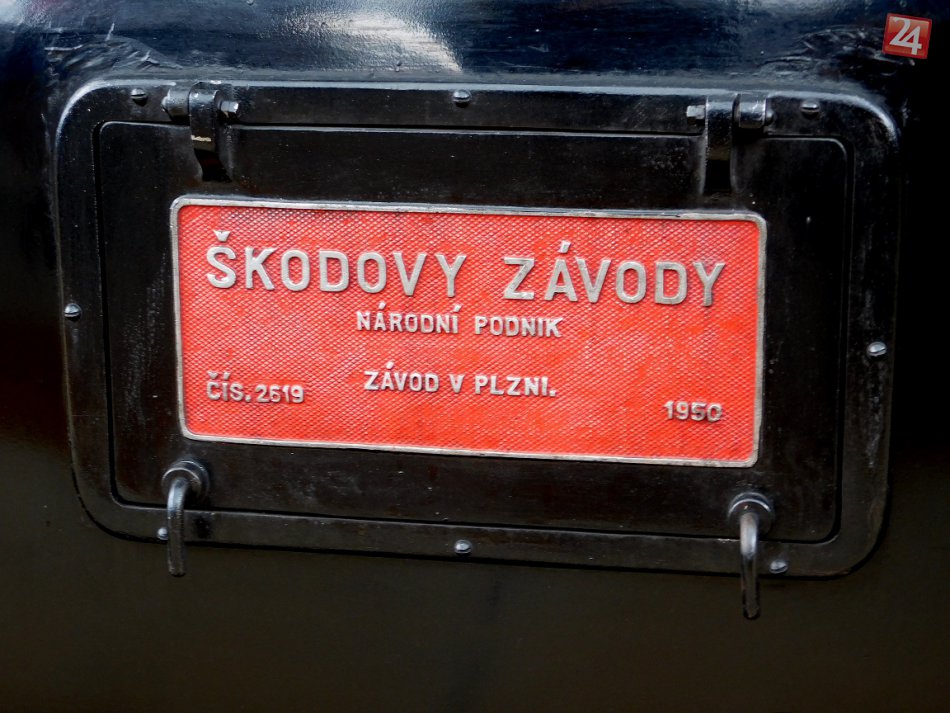 24
ŠKODOVY ZÁVODY
NÁRODNÍ PODNIK
ZÁVOD V PLZNI.
ČÍS. 2619
1950